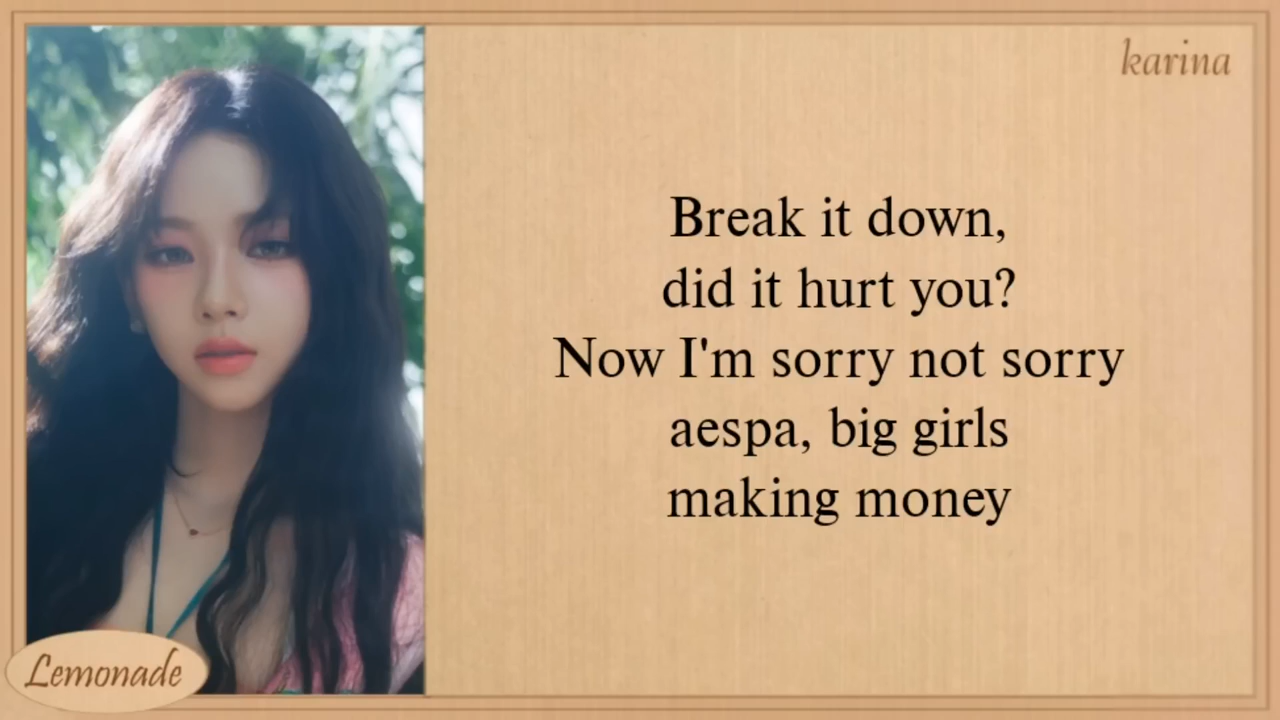 karina
Break it down,
did it hurt you?
Now I'm sorry not sorry
aespa, big girls
making money
Lemonade